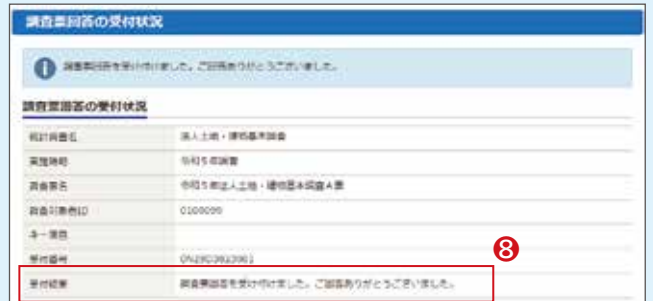 調査票回答の受付状況
調査票回答を受け付けました。ご回答ありがとうございました。
調査票回答の受付状況
統計調査名 法人土地・建物基本調査
実施時期 令和5年調査
調査票名 令和5年法人土地・建物基本調査A票
調査対象者ID
キー項目
受付番号
受付結果 調査票回答を受け付けました。ご回答ありがとうございました。
8